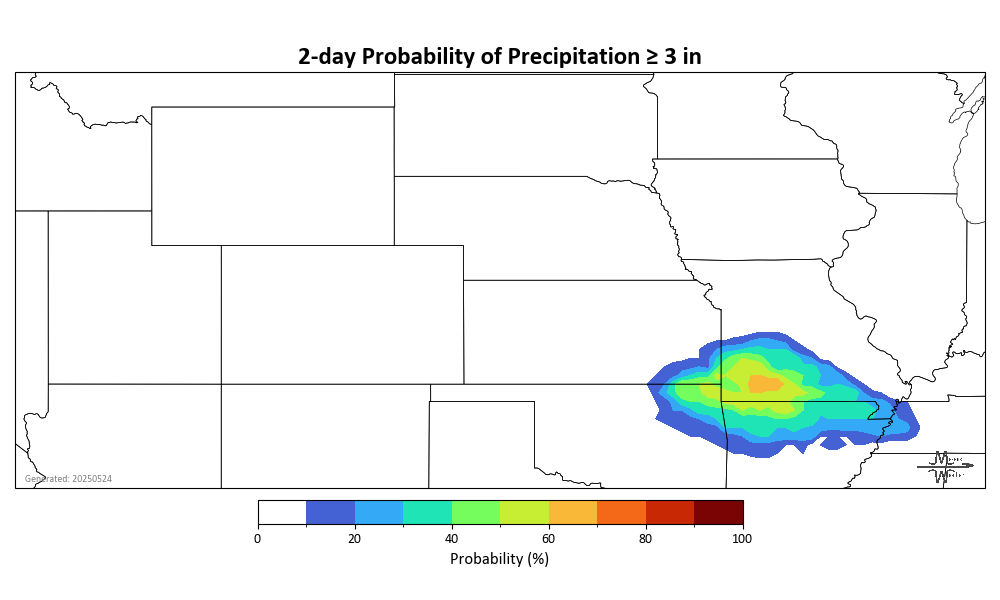 2-day Probability of Precipitation ≥ 3 in
Generated: 20250524
0 20 40 60 80 100
Probability (%)